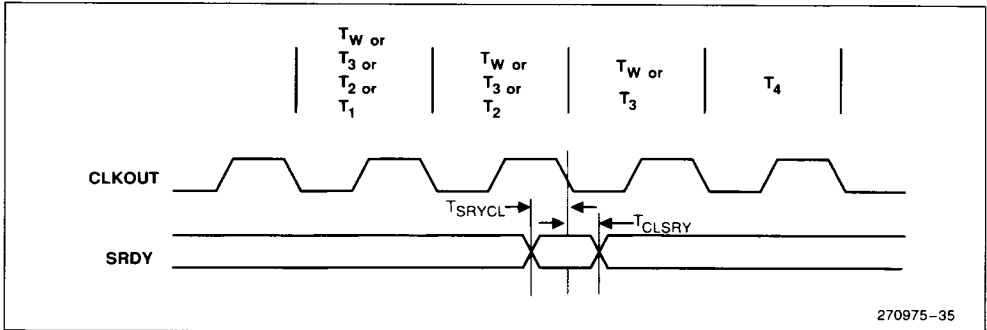 TW or
T3 or
T2 or
T1
TW or
T3 or
T2
TW or
T3
T4
CLKOUT
TSRYCL
TCLSRY
SRDY
270975-35